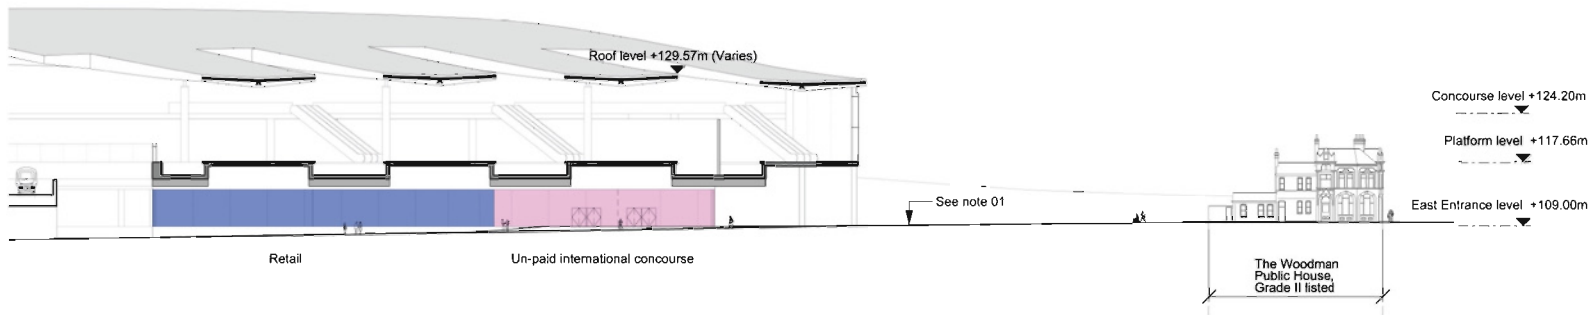 Roof level +129.57m (Varies)
Concourse level +124.20m
Platform level +117.66m
See note 01
East Entrance level +109.00m
Retail
Un-paid international concourse
The Woodman
Public House,
Grade II listed